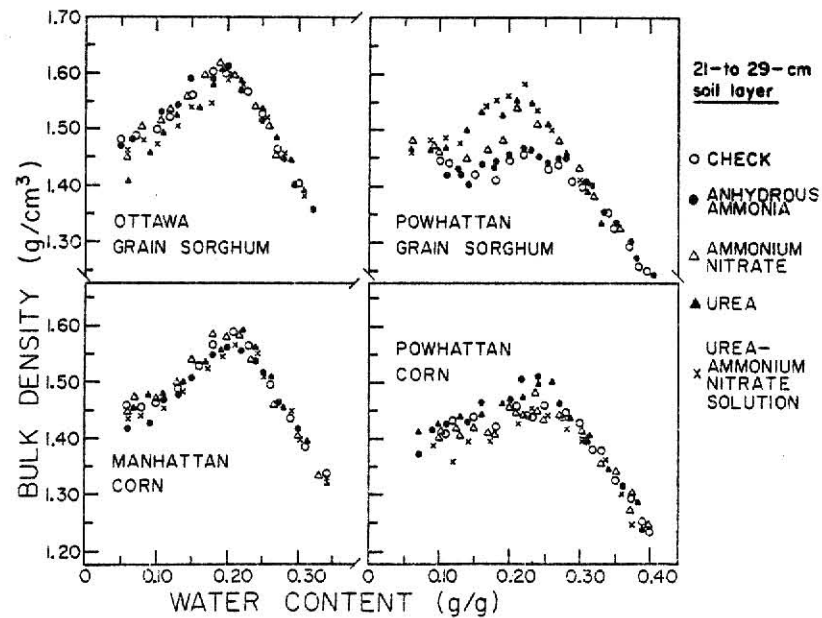 1.70
1.60
1.50
1.40
1.30
OTTAWA
GRAIN SORGHUM
POWHATTAN
GRAIN SORGHUM
1.60
1.50
1.40
1.30
1.20
MANHATTAN
CORN
POWHATTAN
CORN
0
0.10
0.20
0.30
0
0.10
0.20
0.30
0.40
BULK DENSITY (g/cm³)
WATER CONTENT (g/g)
21-to 29-cm
soil layer
○ CHECK
● ANHYDROUS
AMMONIA
△ AMMONIUM
NITRATE
▲ UREA
× UREA-
AMMONIUM
NITRATE
SOLUTION